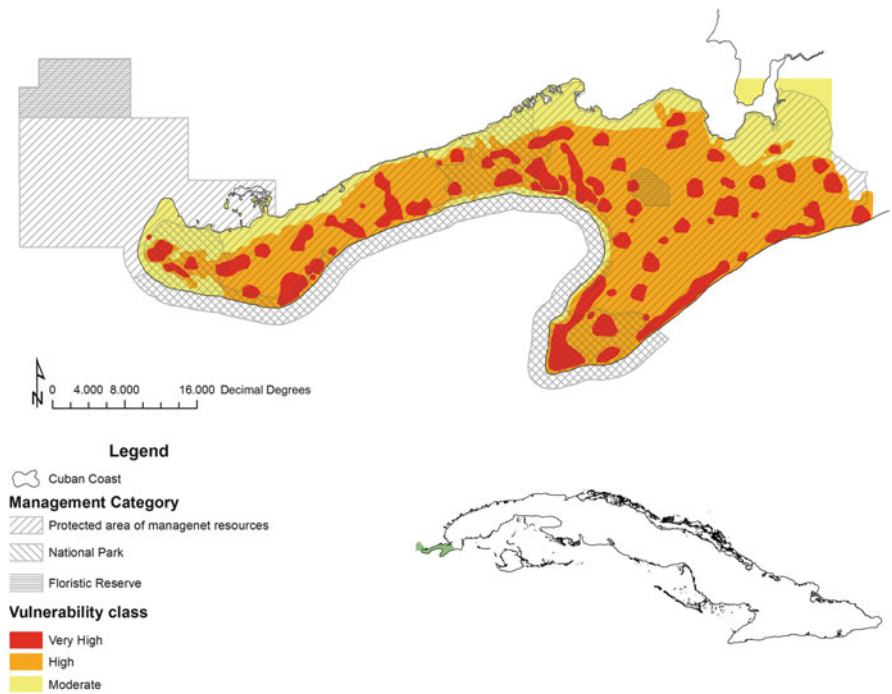 N
0 4.000 8.000 16.000 Decimal Degrees
Legend
Cuban Coast
Management Category
Protected area of managenet resources
National Park
Floristic Reserve
Vulnerability class
Very High
High
Moderate